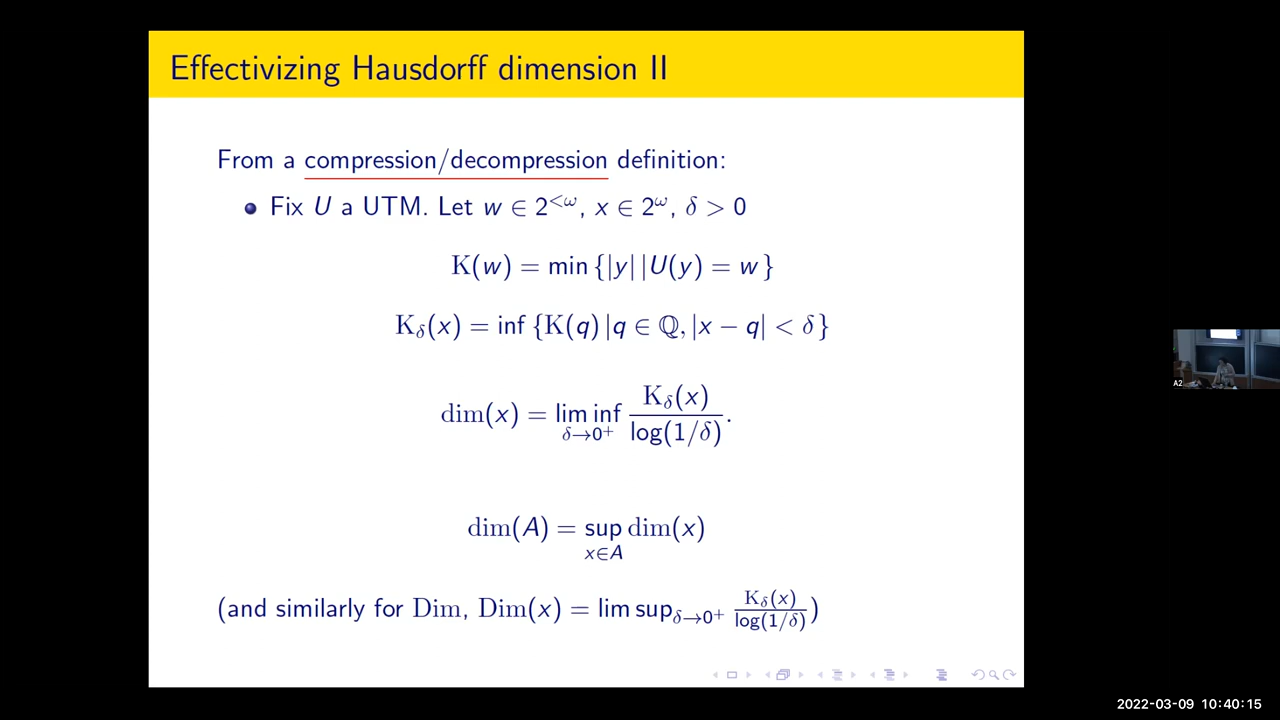 Effectivizing Hausdorff dimension II
From a compression/decompression definition:
• Fix U a UTM. Let w ∈ 2^{<ω}, x ∈ 2^ω, δ > 0
K(w) = min {|y| |U(y) = w}
K_δ(x) = inf {K(q) |q ∈ ℚ, |x − q| < δ}
dim(x) = lim inf_{δ→0⁺} K_δ(x) / log(1/δ).
dim(A) = sup_{x∈A} dim(x)
(and similarly for Dim, Dim(x) = lim sup_{δ→0⁺} K_δ(x) / log(1/δ))
A2
2022-03-09 10:40:15